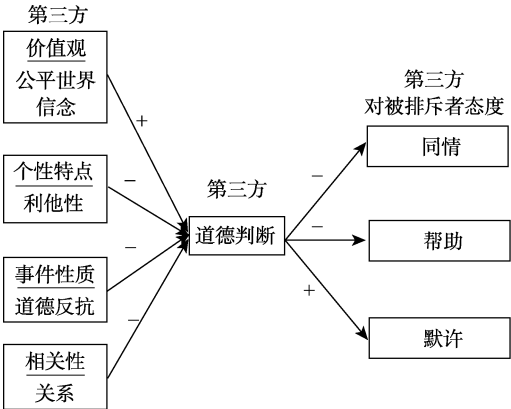 第三方
价值观
公平世界
信念
个性特点
利他性
事件性质
道德反抗
相关性
关系
+
−
−
−
第三方
道德判断
−
−
+
第三方
对被排斥者态度
同情
帮助
默许